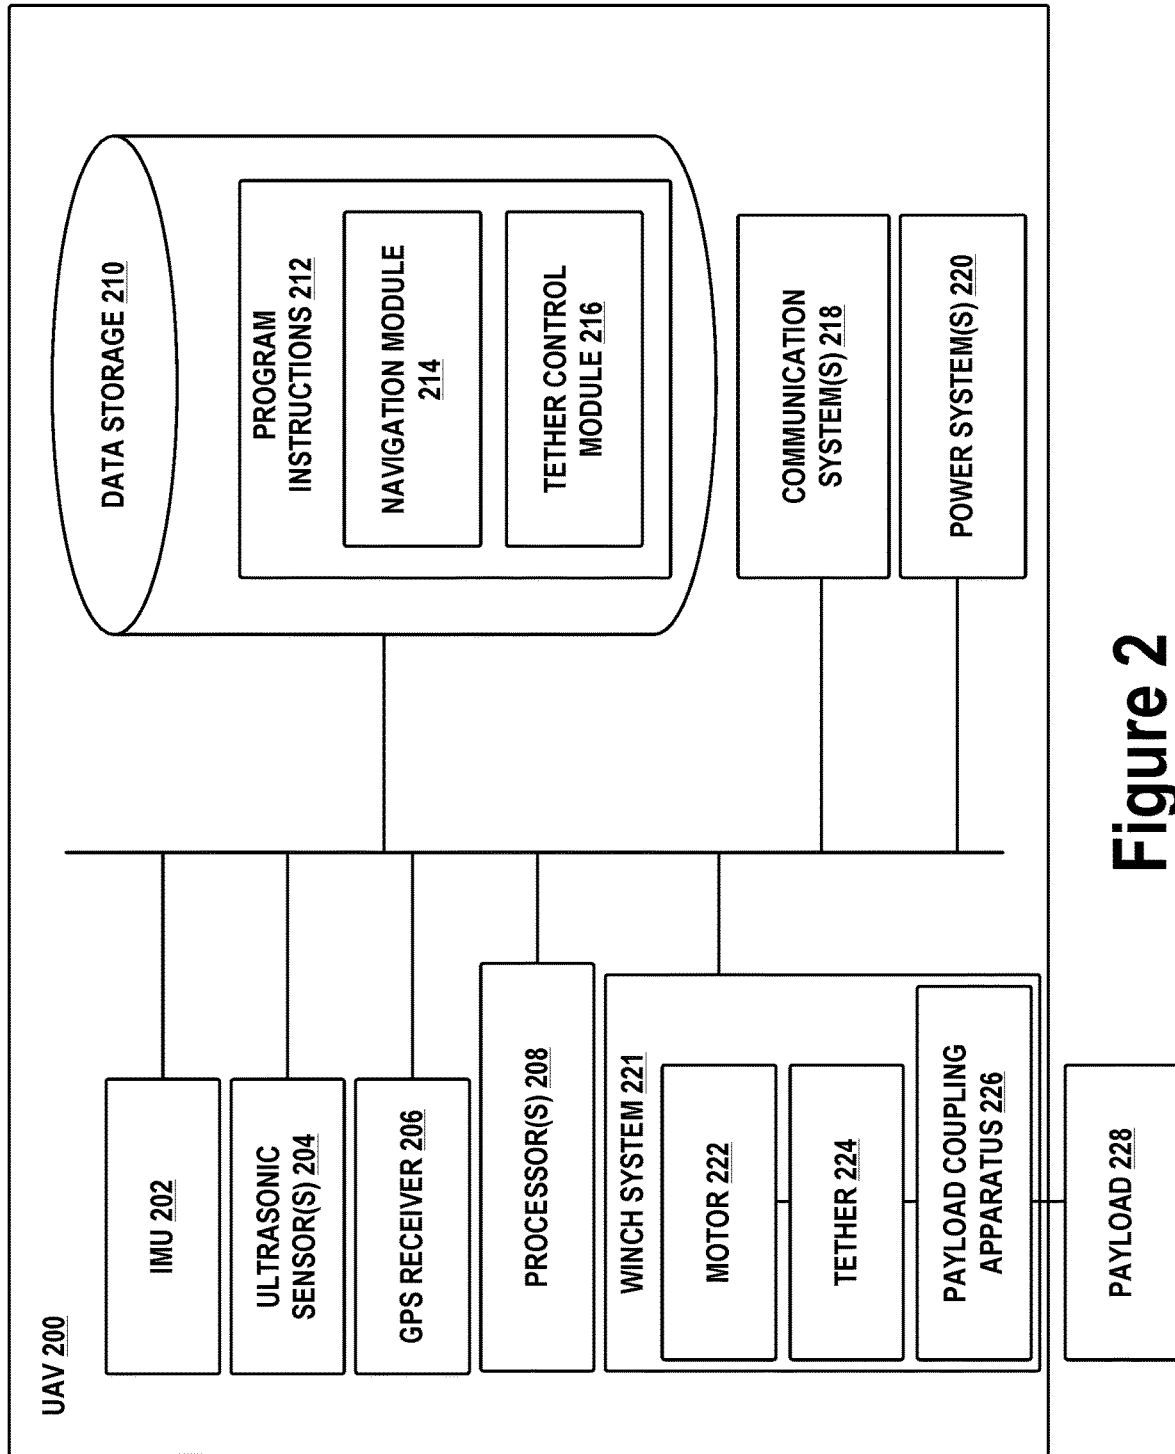 UAV 200
IMU 202
ULTRASONIC
SENSOR(S) 204
GPS RECEIVER 206
PROCESSOR(S) 208
WINCH SYSTEM 221
MOTOR 222
TETHER 224
PAYLOAD COUPLING
APPARATUS 226
PAYLOAD 228
DATA STORAGE 210
PROGRAM
INSTRUCTIONS 212
NAVIGATION MODULE
214
TETHER CONTROL
MODULE 216
COMMUNICATION
SYSTEM(S) 218
POWER SYSTEM(S) 220
Figure 2